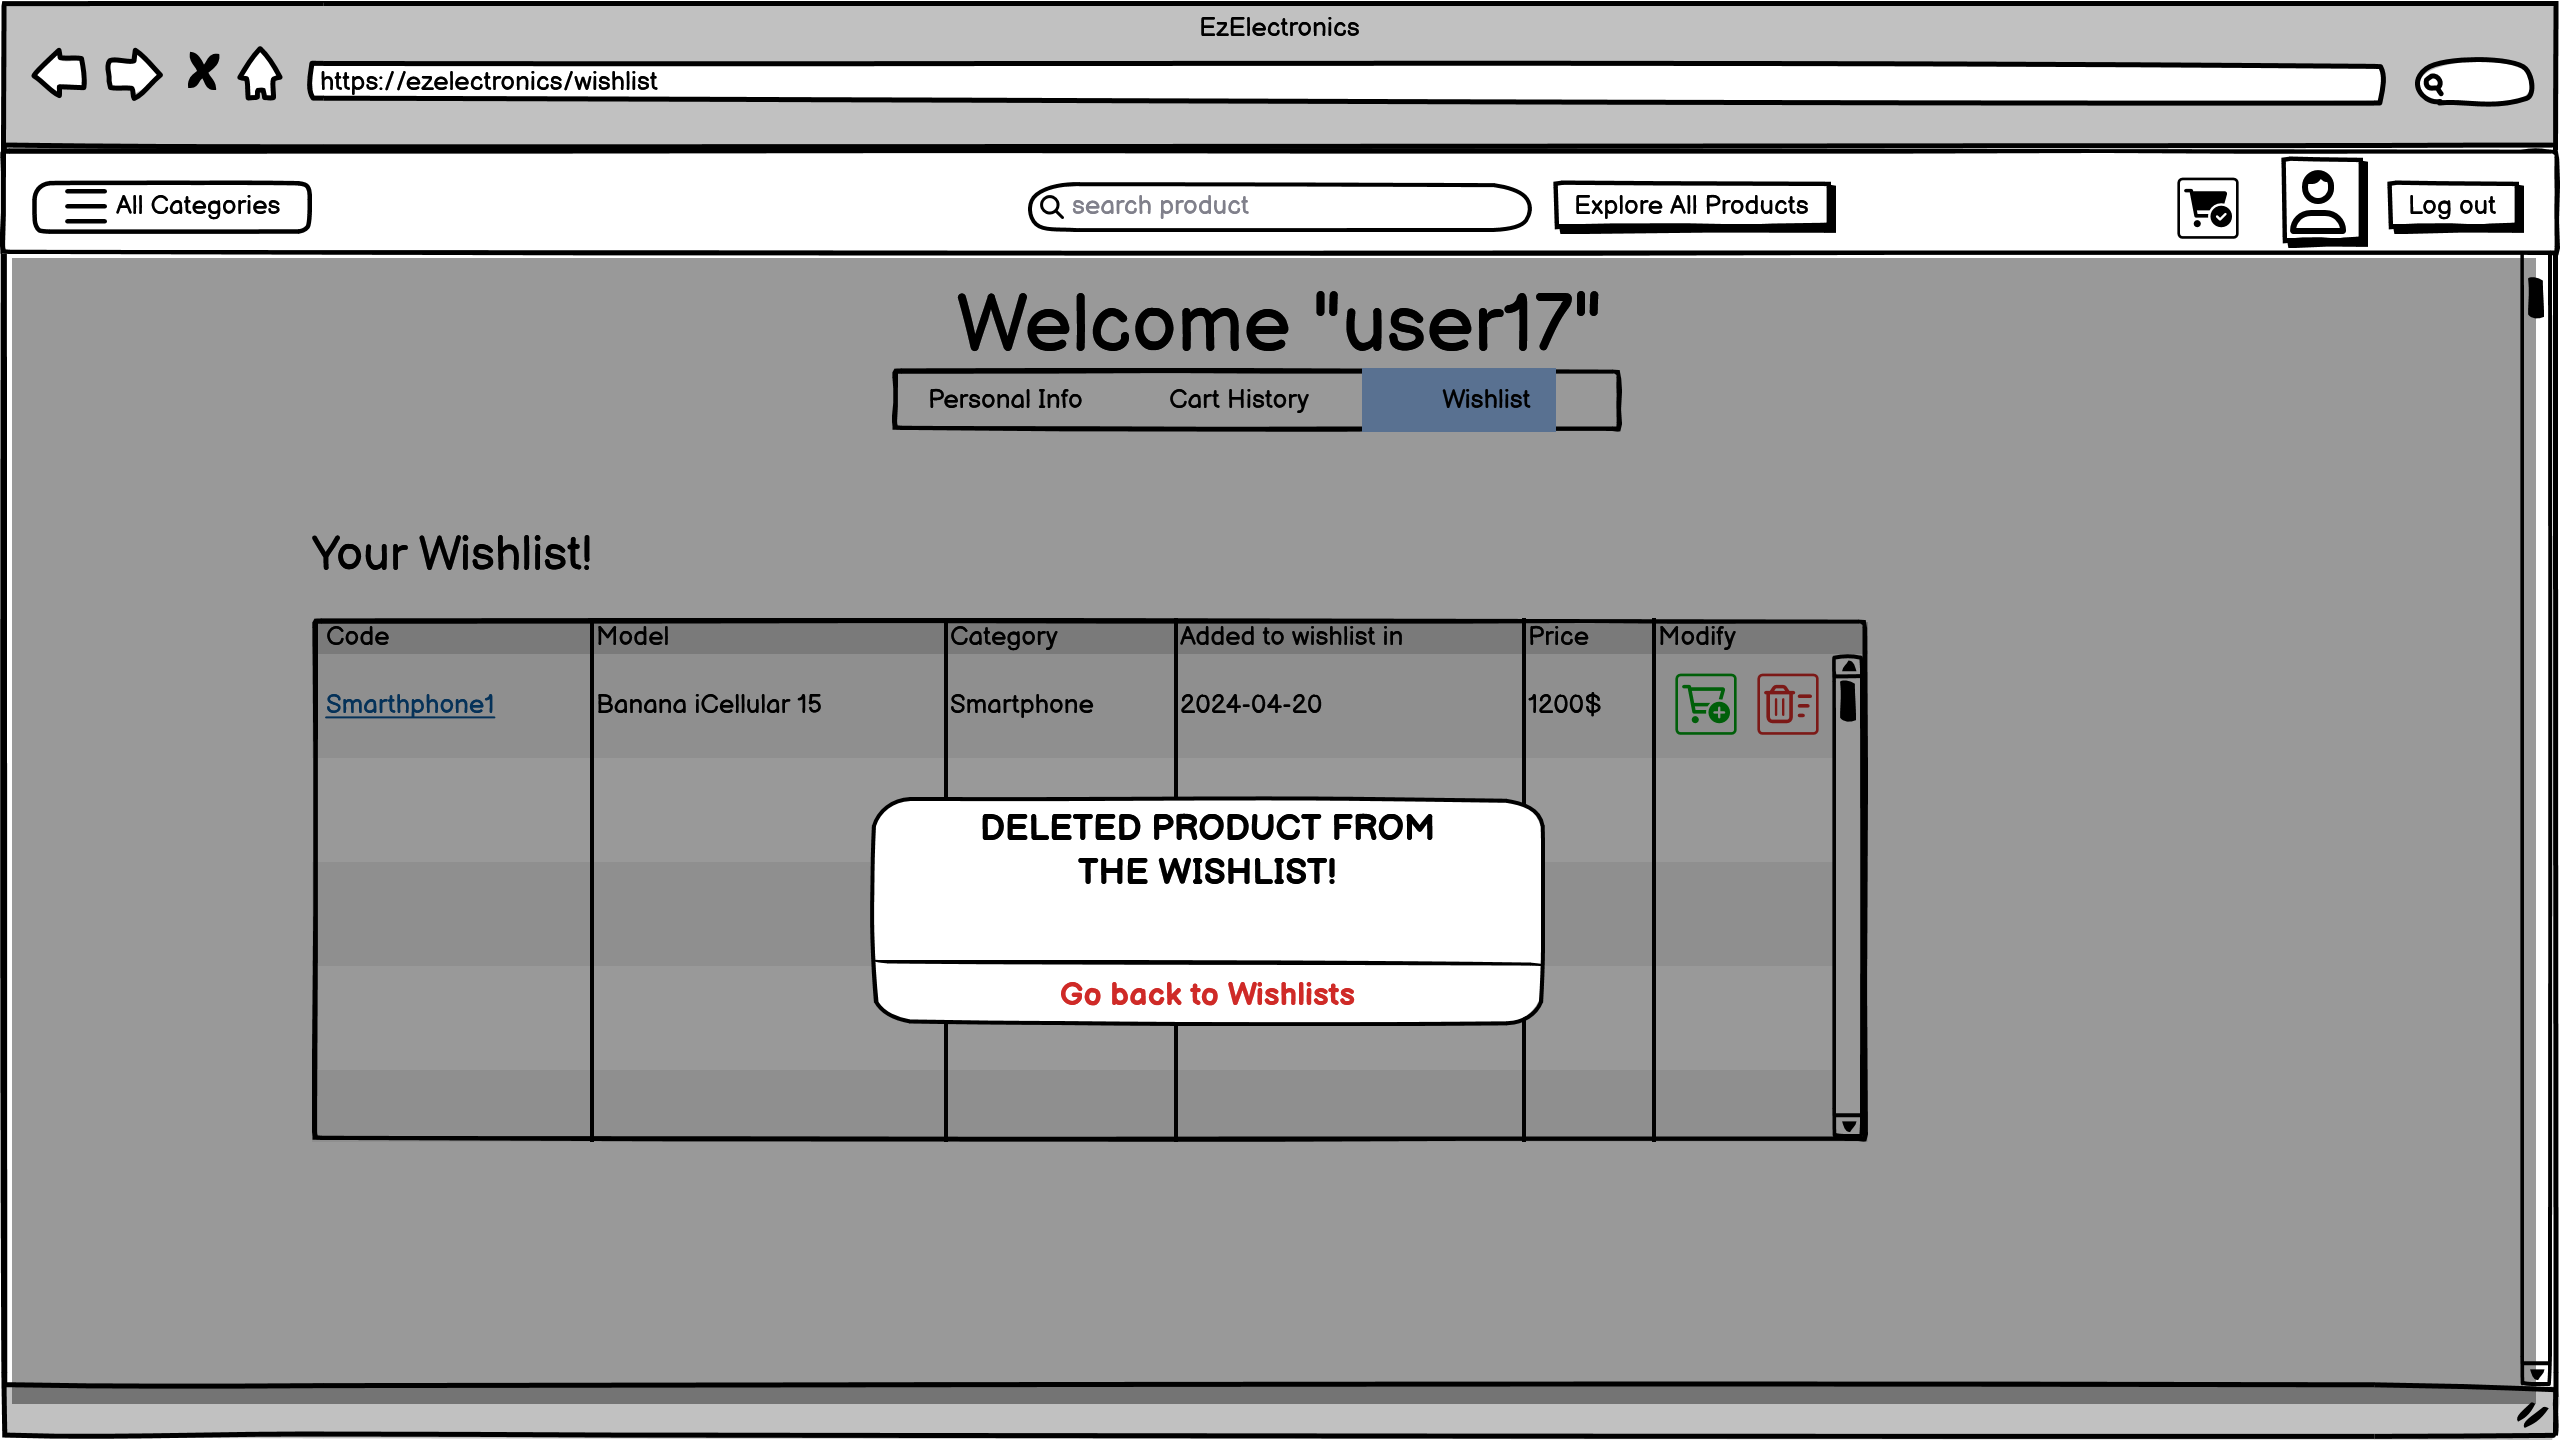 EzElectronics
https://ezelectronics/wishlist
All Categories
search product
Explore All Products
Log out
Welcome "user17"
Personal Info
Cart History
Wishlist
Your Wishlist!
Code
Model
Category
Added to wishlist in
Price
Modify
Smarthphone1
Banana iCellular 15
Smartphone
2024-04-20
1200$
DELETED PRODUCT FROM
THE WISHLIST!
Go back to Wishlists